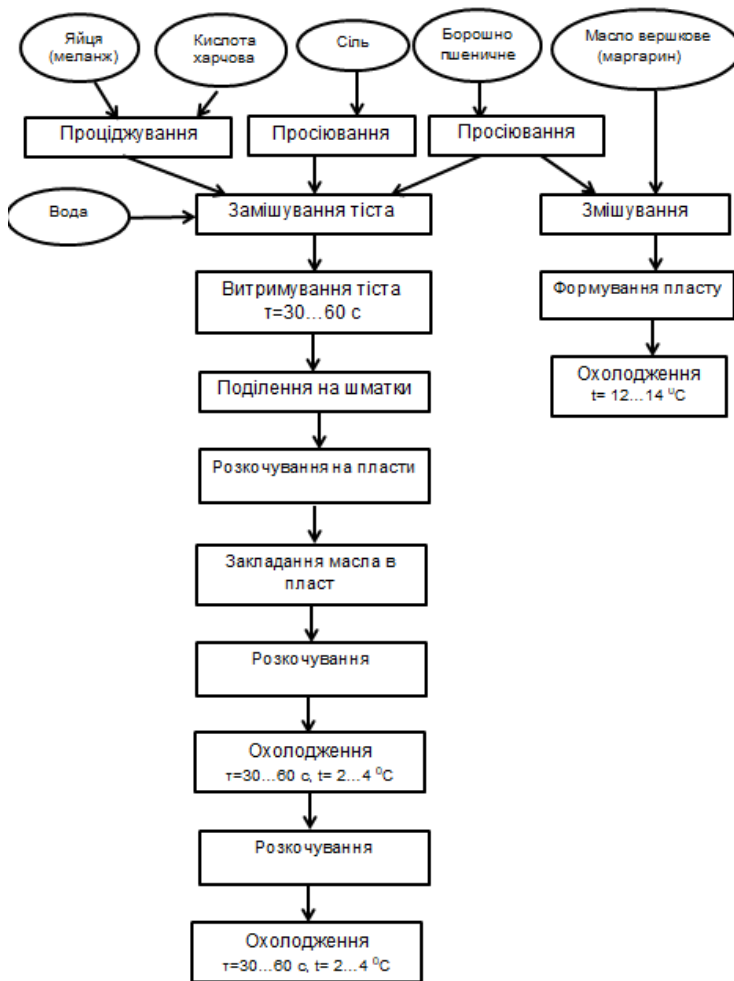 Яйця
(меланж)
Кислота
харчова
Сіль
Борошно
пшеничне
Масло вершкове
(маргарин)
Проціджування
Просіювання
Просіювання
Вода
Замішування тіста
Змішування
Витримування тіста
τ=30...60 с
Формування пласту
Поділення на шматки
Охолодження
t= 12...14 ⁰С
Розкочування на пласти
Закладання масла в
пласт
Розкочування
Охолодження
τ=30...60 с, t= 2...4 ⁰С
Розкочування
Охолодження
τ=30...60 с, t= 2...4 ⁰С